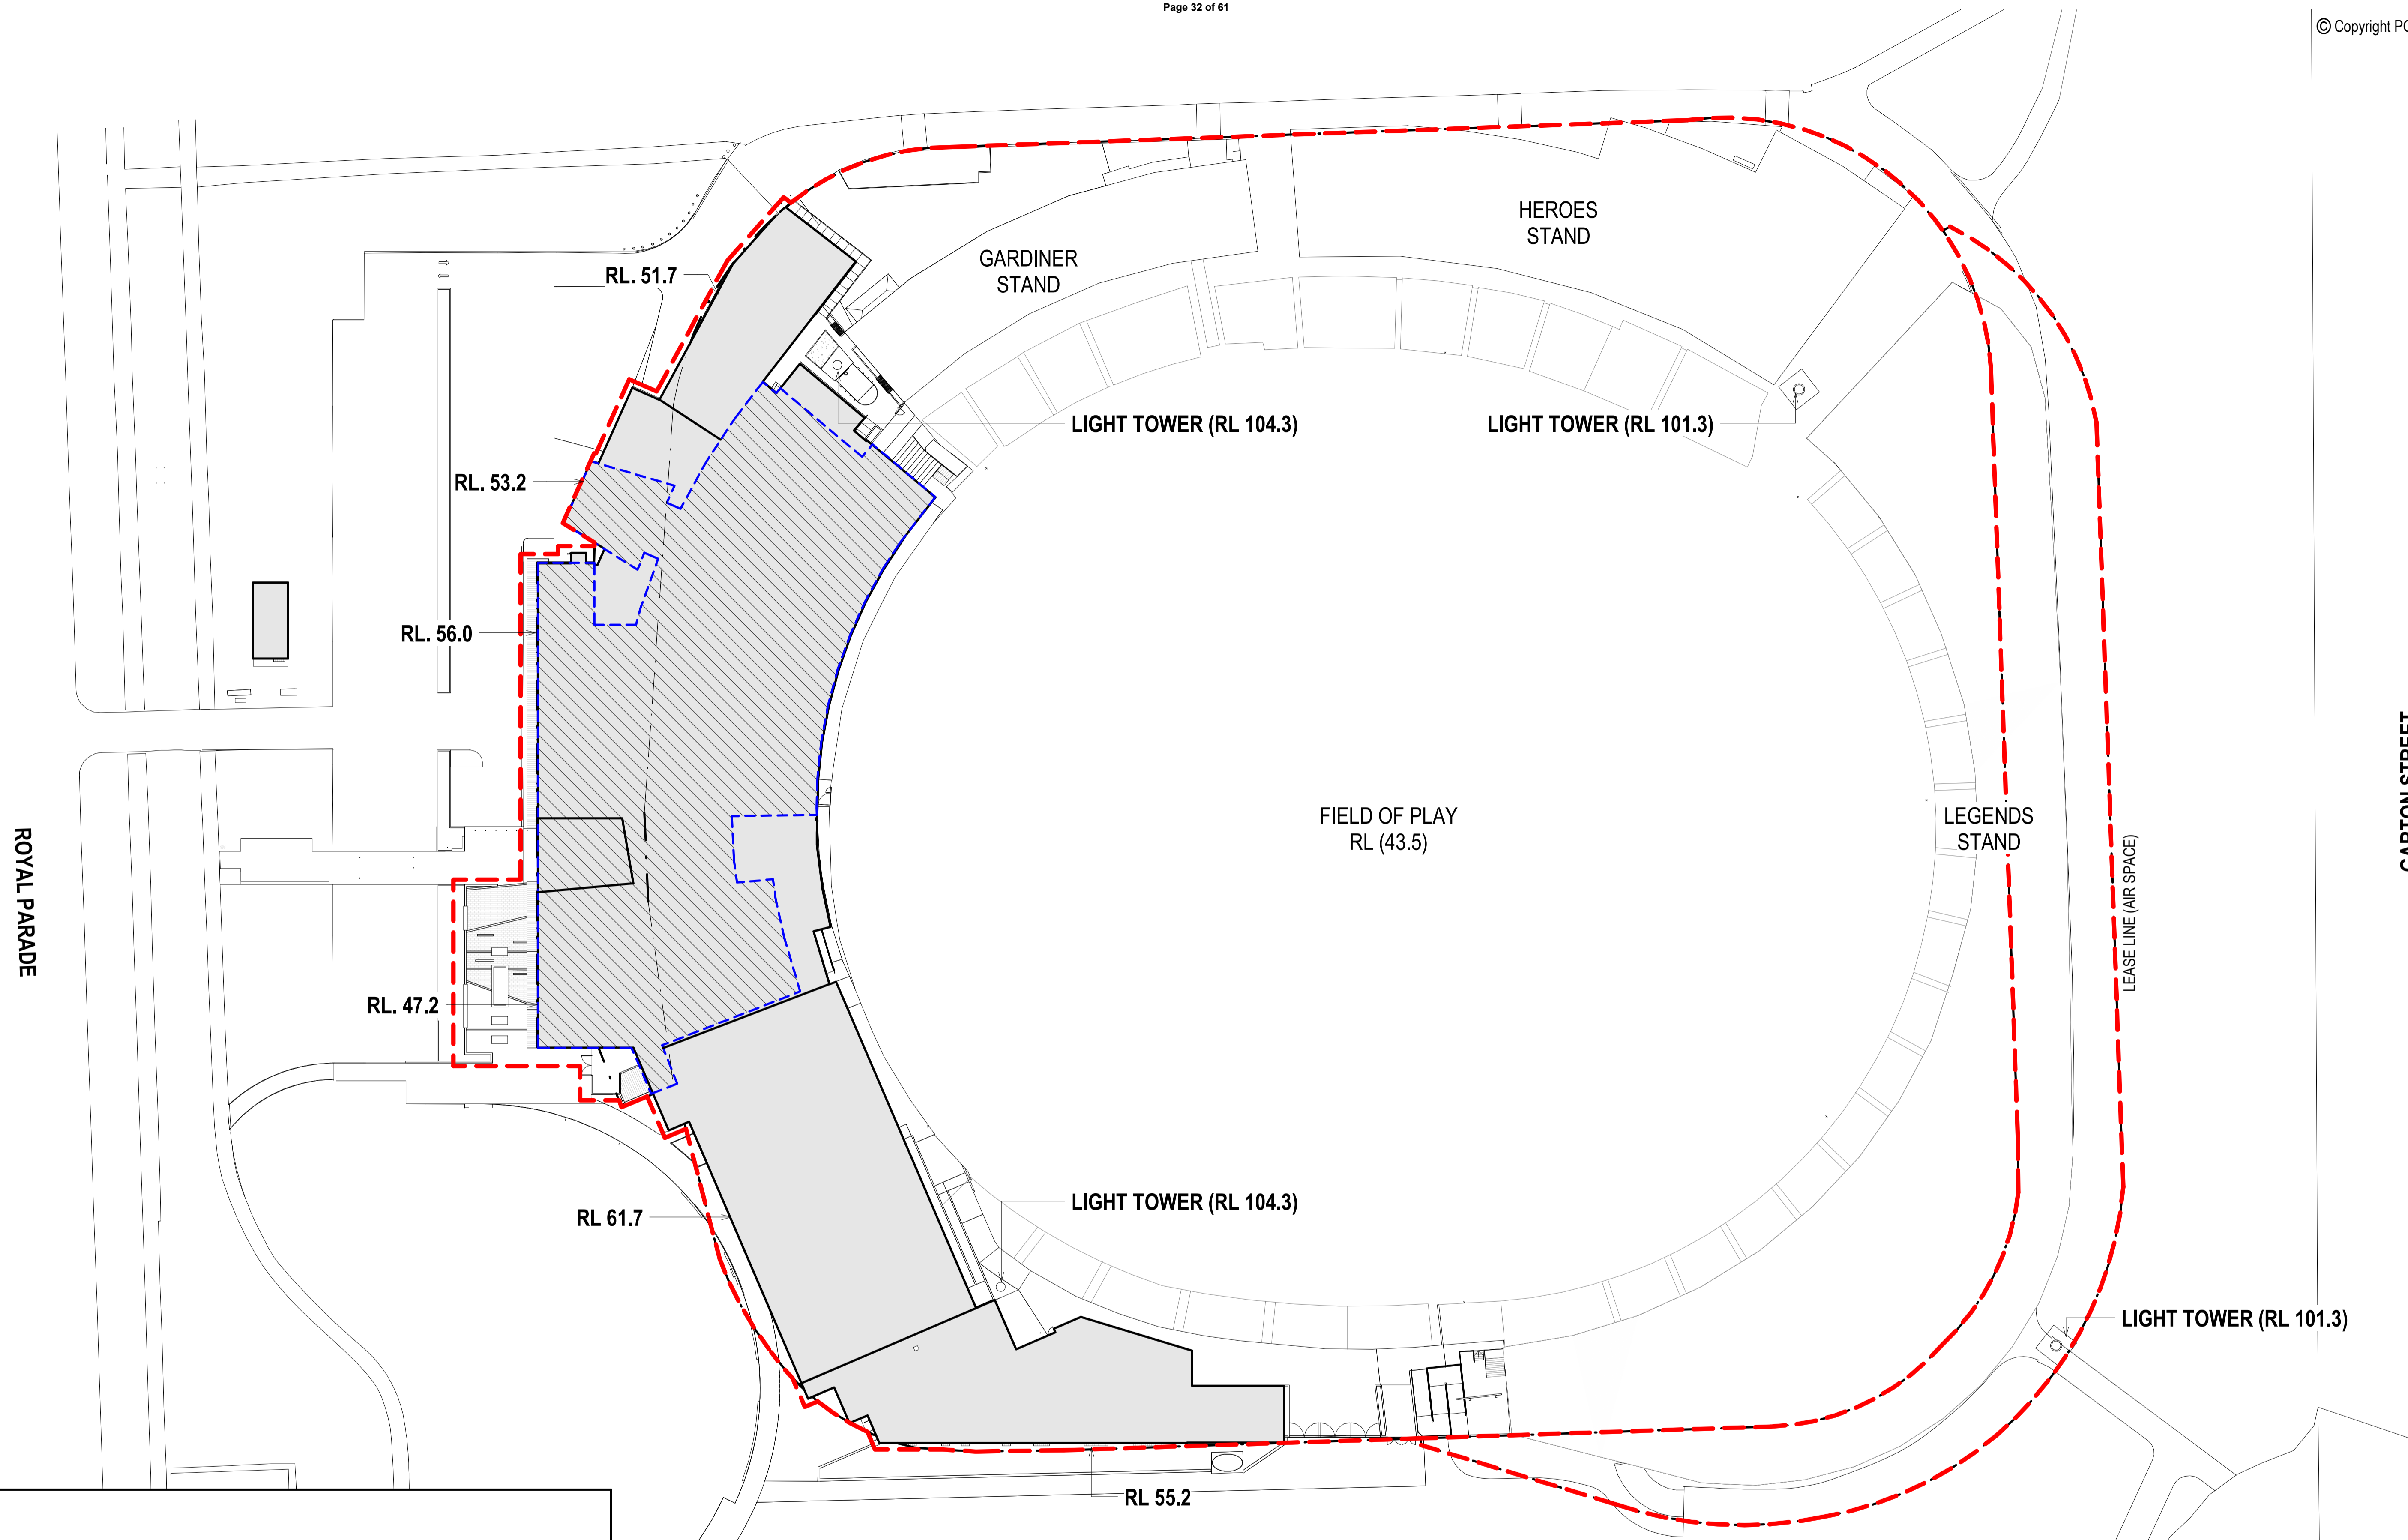 Page 32 of 61
© Copyright
HEROES
STAND
GARDINER
STAND
RL. 51.7
LIGHT TOWER (RL 104.3)
LIGHT TOWER (RL 101.3)
RL. 53.2
RL. 56.0
FIELD OF PLAY
RL (43.5)
LEGENDS
STAND
LEASE LINE (AIR SPACE)
ROYAL PARADE
RL. 47.2
LIGHT TOWER (RL 104.3)
RL 61.7
LIGHT TOWER (RL 101.3)
RL 55.2